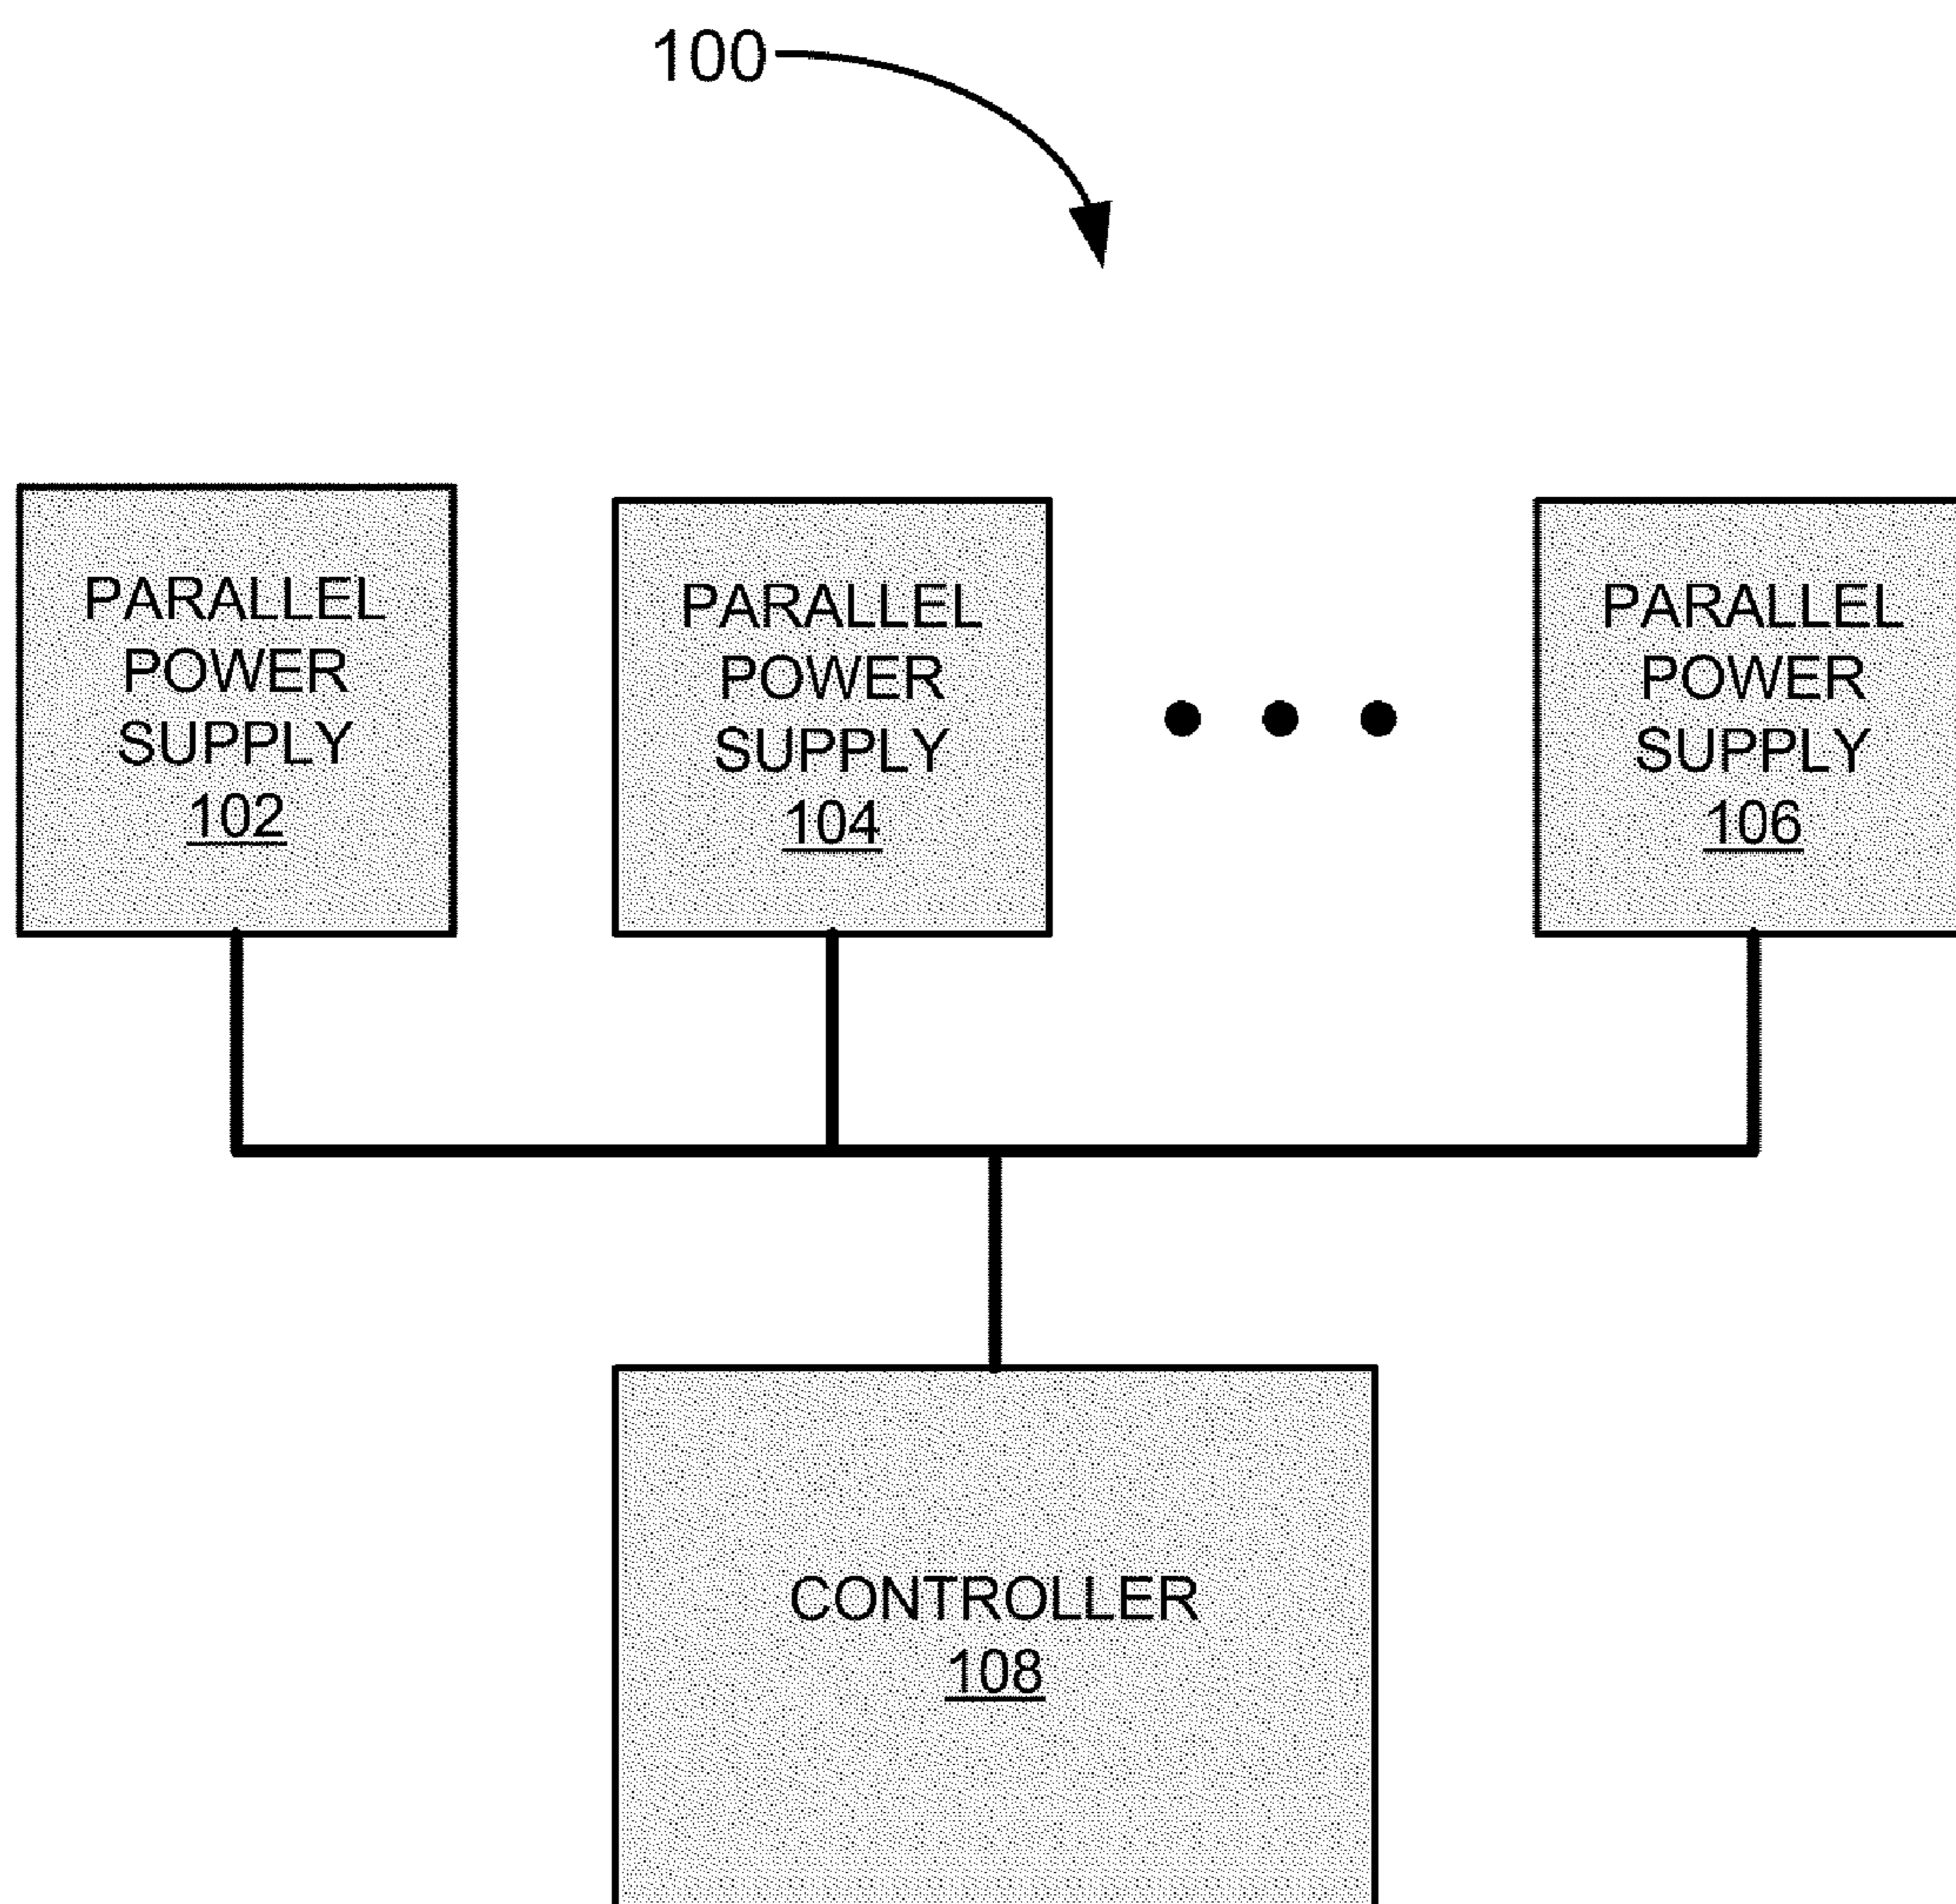 100
PARALLEL
POWER
SUPPLY
102
PARALLEL
POWER
SUPPLY
104
PARALLEL
POWER
SUPPLY
106
CONTROLLER
108